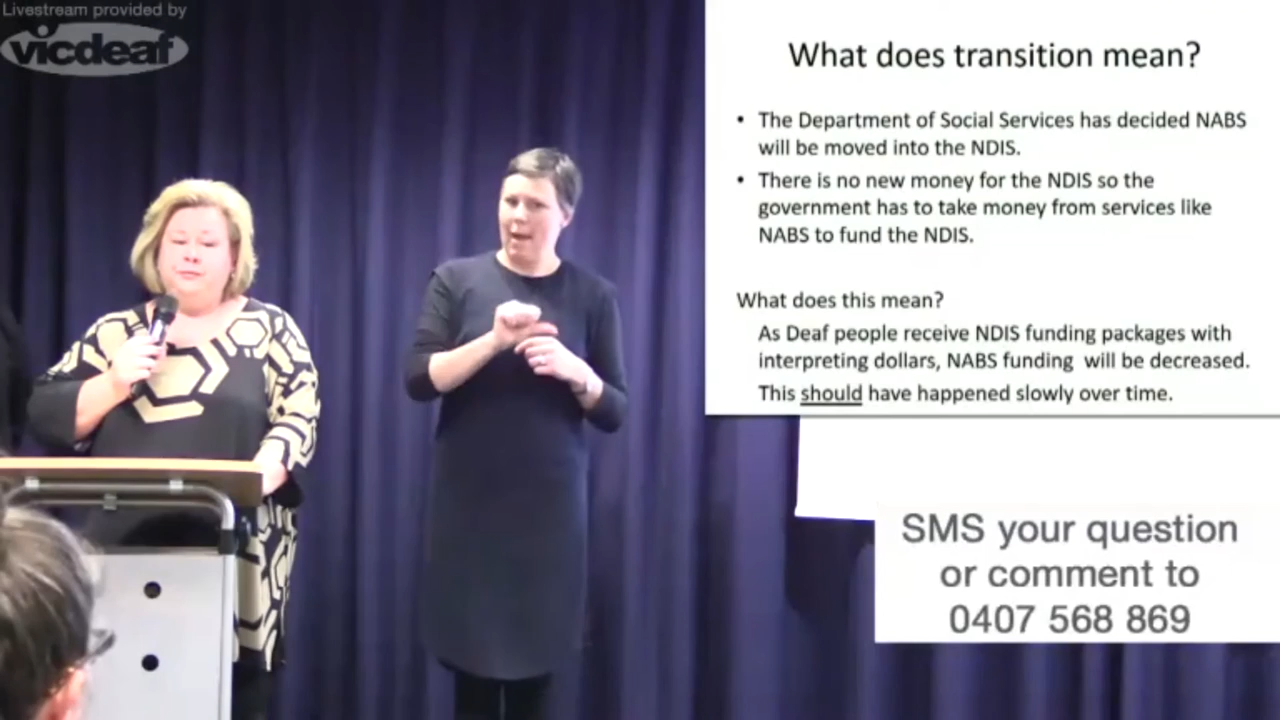 Livestream provided by
vicdeaf
What does transition mean?
• The Department of Social Services has decided NABS
will be moved into the NDIS.
• There is no new money for the NDIS so the
government has to take money from services like
NABS to fund the NDIS.
What does this mean?
As Deaf people receive NDIS funding packages with
interpreting dollars, NABS funding will be decreased.
This should have happened slowly over time.
SMS your question
or comment to
0407 568 869